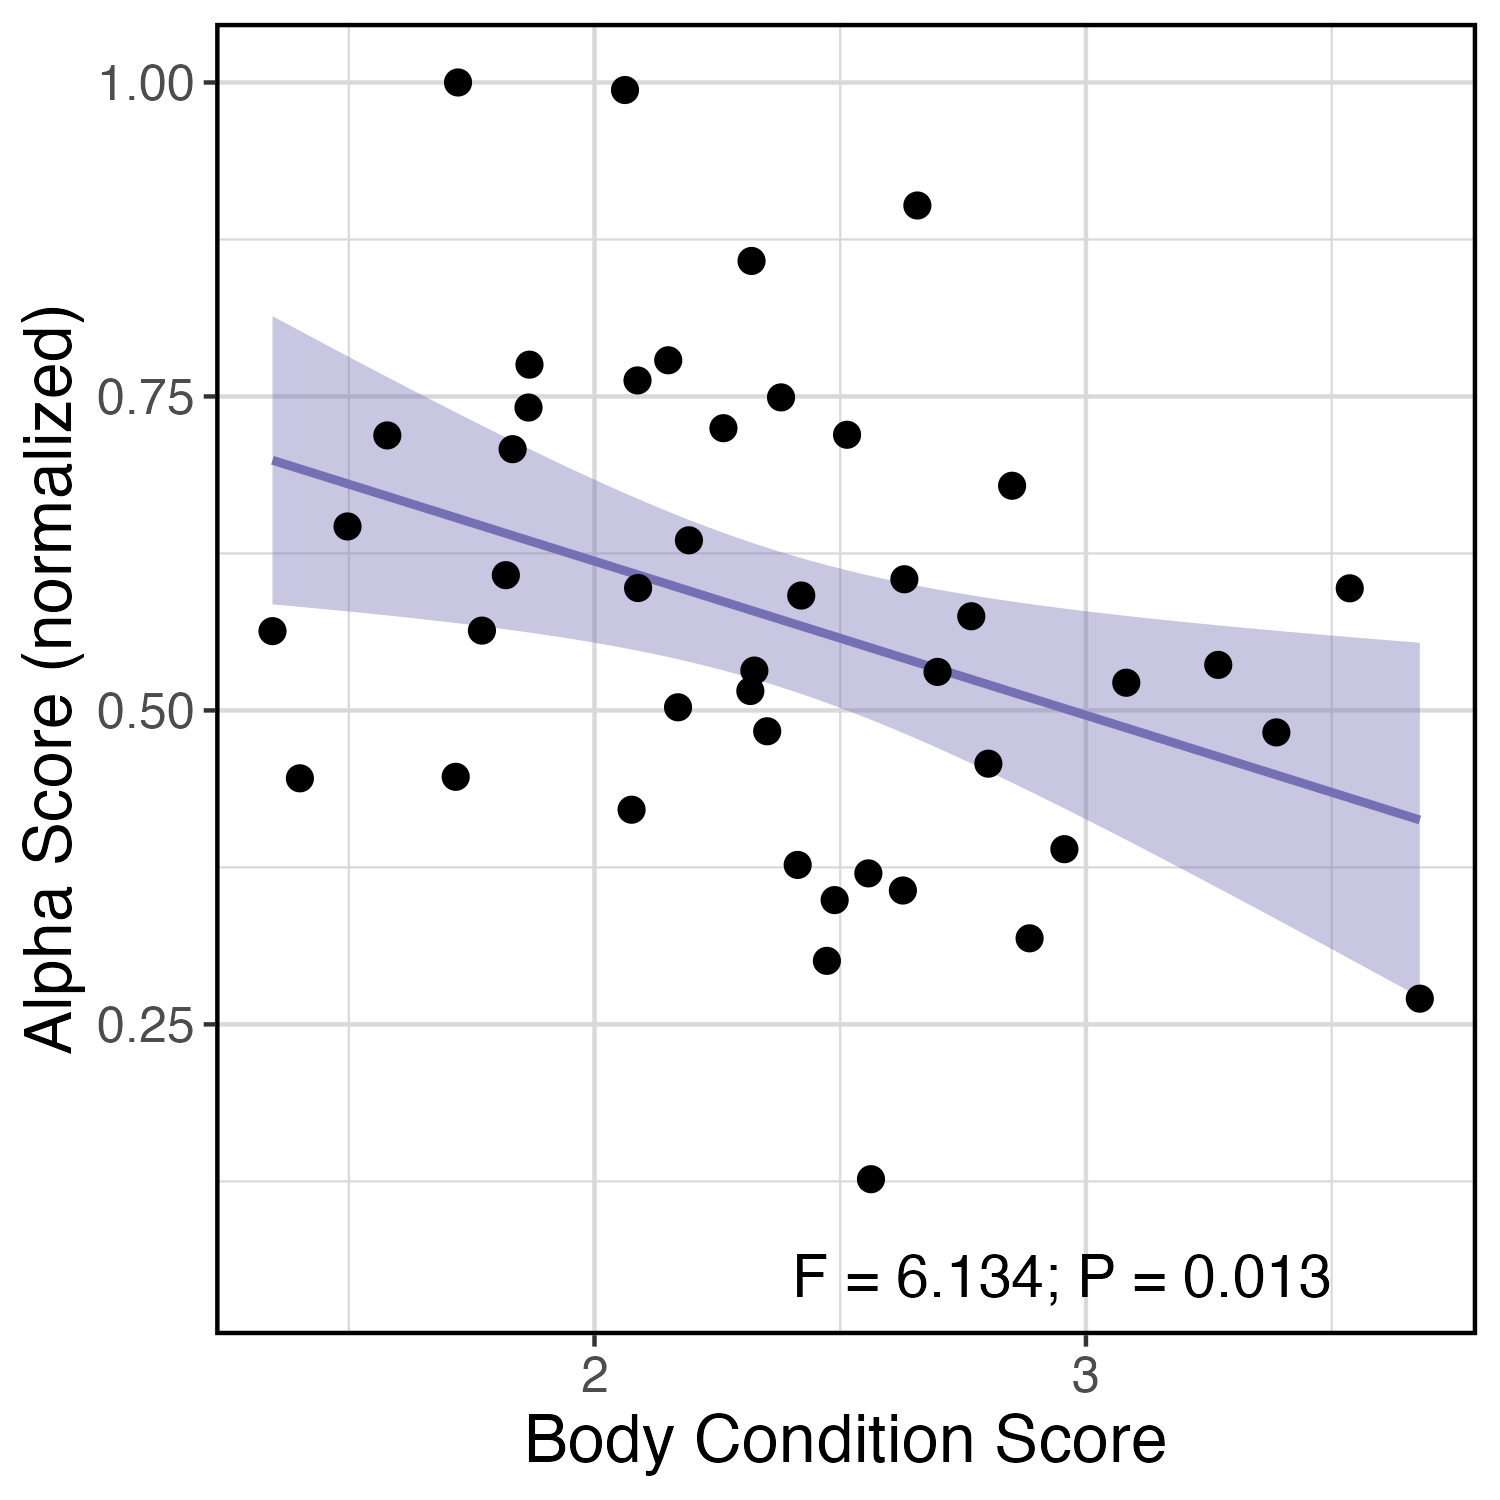 Alpha Score (normalized)
1.00
0.75
0.50
0.25
F = 6.134; P = 0.013
2
3
Body Condition Score